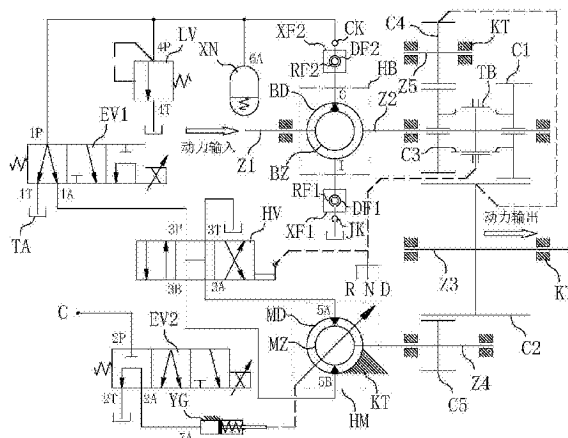 C4
CK
XF2
DF2
RF2
KT
Z5
C1
LV
4P
XN
6A
HB
TB
BD
S
Z2
4T
EV1
1P
动力输入
Z1
BZ
C3
1T
1A
I
RF1
DF1
XF1
JK
TA
动力输出
3P
3T
HV
R N D
Z3
KT
3B
3A
C
EV2
2P
MD
5A
MZ
C2
2T
2A
YG
7A
5B
KT
HM
Z4
C5